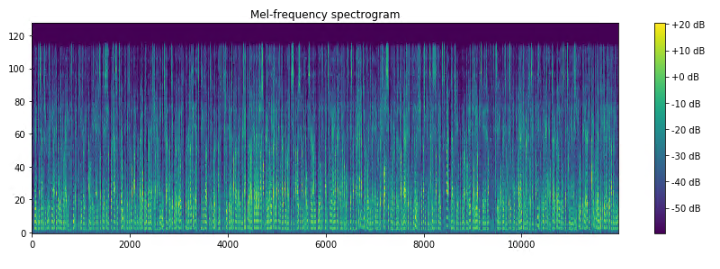 Mel-frequency spectrogram
120
100
80
60
40
20
0
0
2000
4000
6000
8000
10000
+20 dB
+10 dB
+0 dB
-10 dB
-20 dB
-30 dB
-40 dB
-50 dB